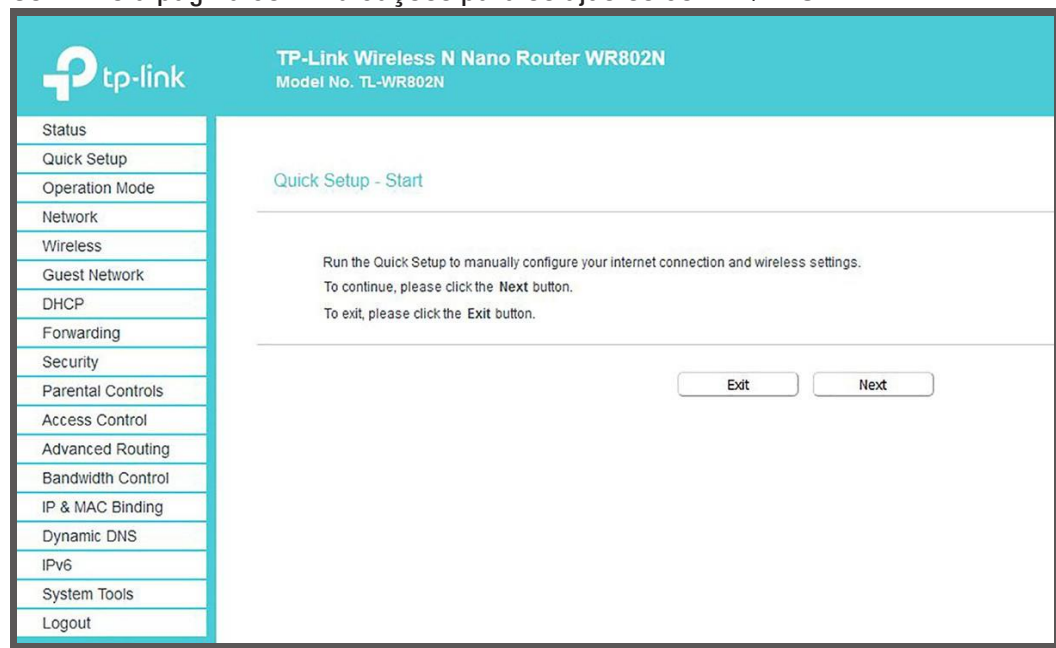 tp-link
TP-Link Wireless N Nano Router WR802N
Model No. TL-WR802N
Status
Quick Setup
Operation Mode
Network
Wireless
Guest Network
DHCP
Forwarding
Security
Parental Controls
Access Control
Advanced Routing
Bandwidth Control
IP & MAC Binding
Dynamic DNS
IPv6
System Tools
Logout
Quick Setup - Start
Run the Quick Setup to manually configure your internet connection and wireless settings.
To continue, please click the Next button.
To exit, please click the Exit button.
Exit Next